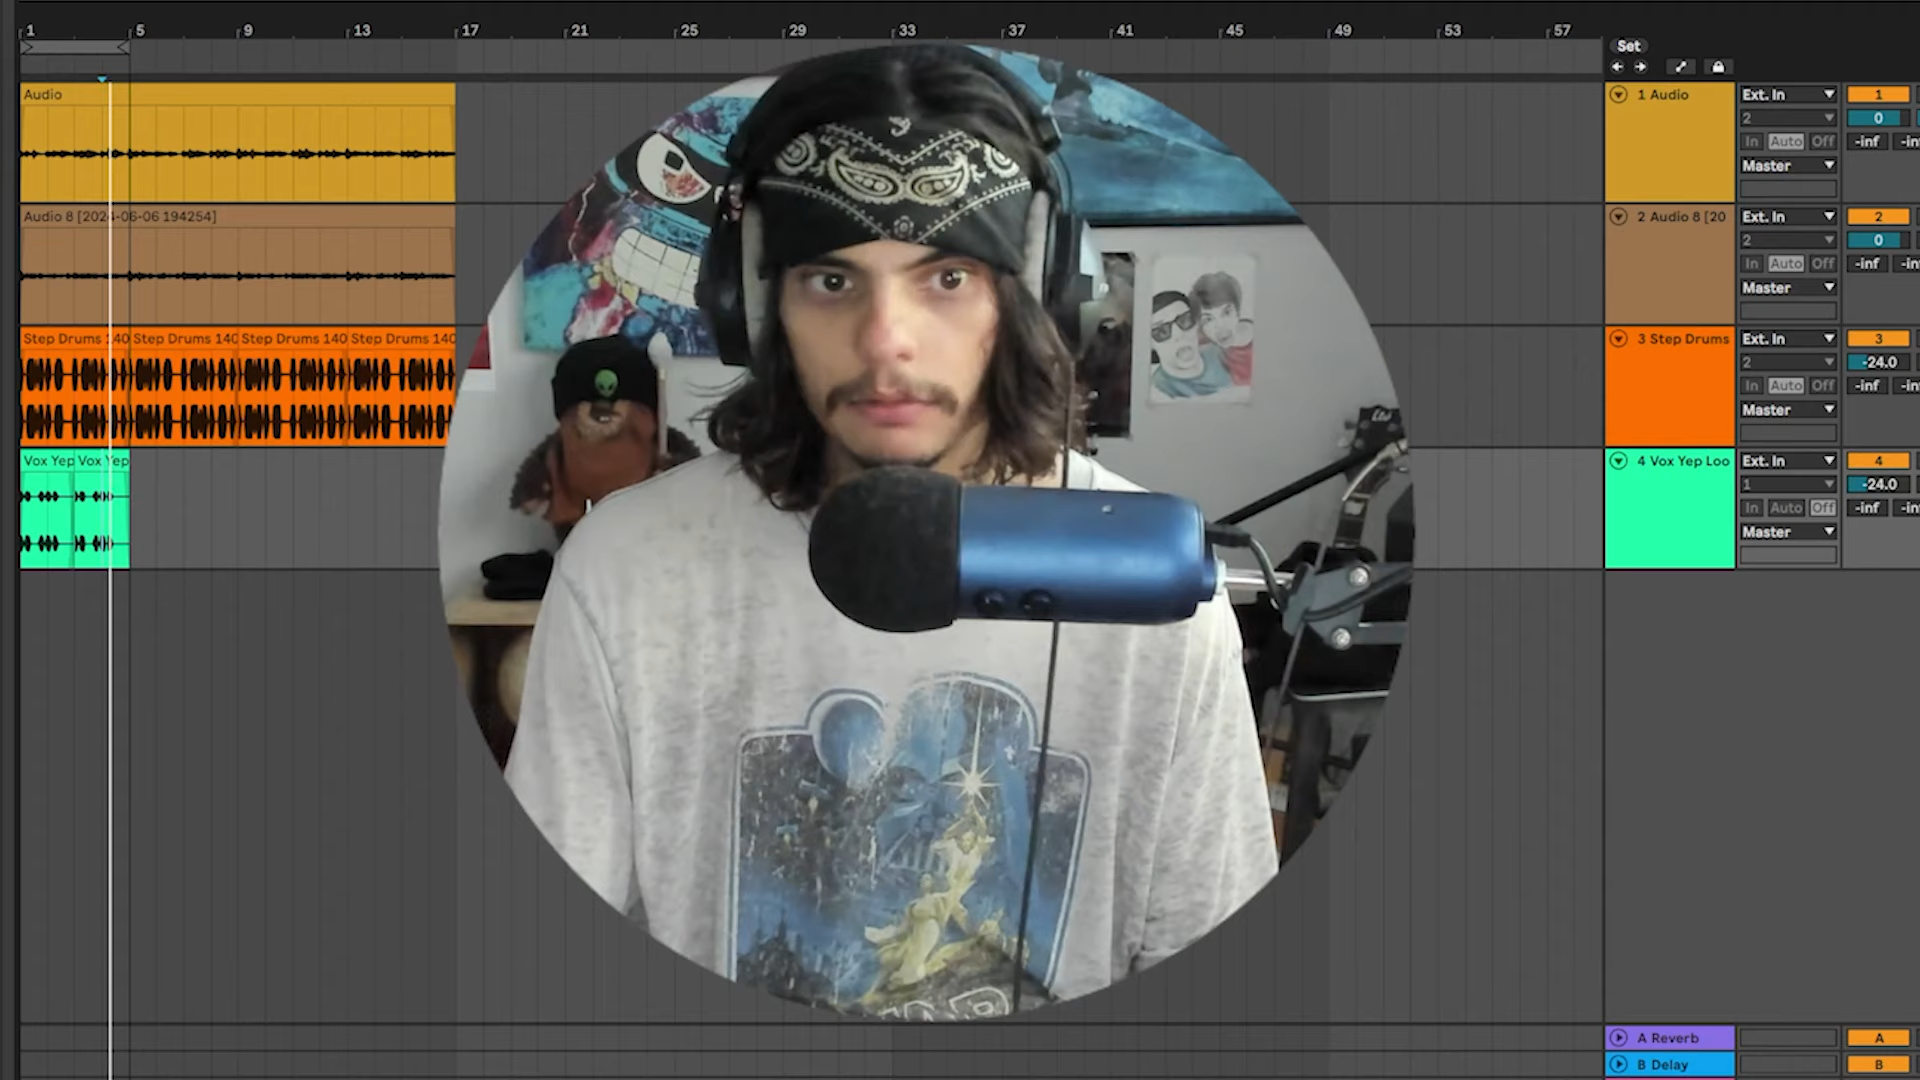 1 5 9 13 17 21 25 29 33 37 41 45 49 53 57
Set
Audio
1 Audio
Ext. In
1
2
0
In Auto Off
-inf
Master
Audio 8 [2024-06-06 194254]
2 Audio 8 [20
Ext. In
2
2
0
In Auto Off
-inf
Master
Step Drums 140 Step Drums 140 Step Drums 140 Step Drums 140
3 Step Drums
Ext. In
3
2
-24.0
In Auto Off
-inf
Master
Vox Yep Vox Yep
4 Vox Yep Loo
Ext. In
4
1
-24.0
In Auto Off
-inf
Master
A Reverb
A
B Delay
B